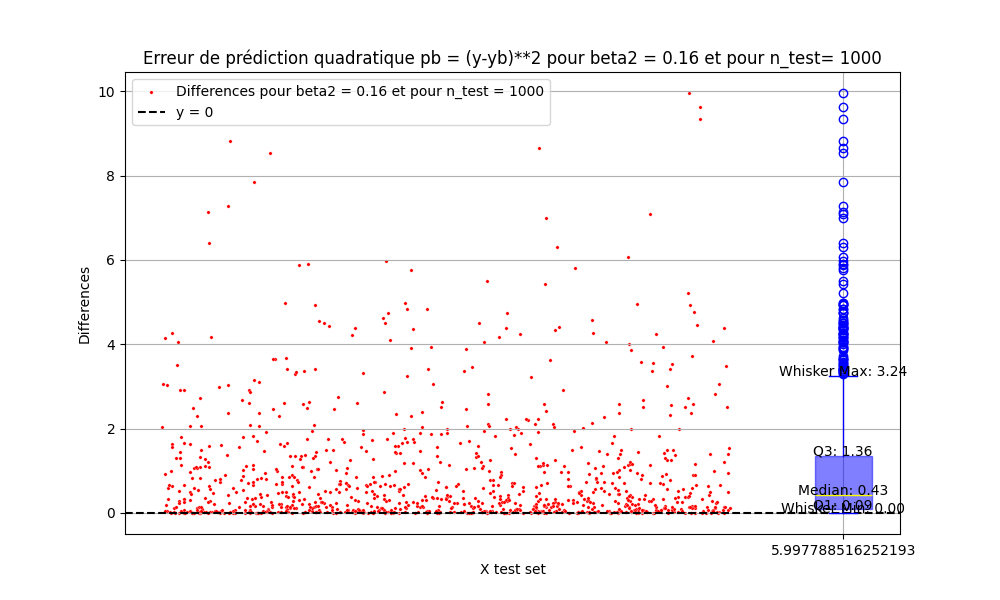 Erreur de prédiction quadratique pb = (y-yb)**2 pour beta2 = 0.16 et pour n_test= 1000
Differences pour beta2 = 0.16 et pour n_test = 1000
y = 0
10
8
6
4
2
0
Differences
Whisker Max: 3.24
Q3: 1.36
Median: 0.43
Q1: 0.09
Whisker Min: 0.00
5.997788516252193
X test set